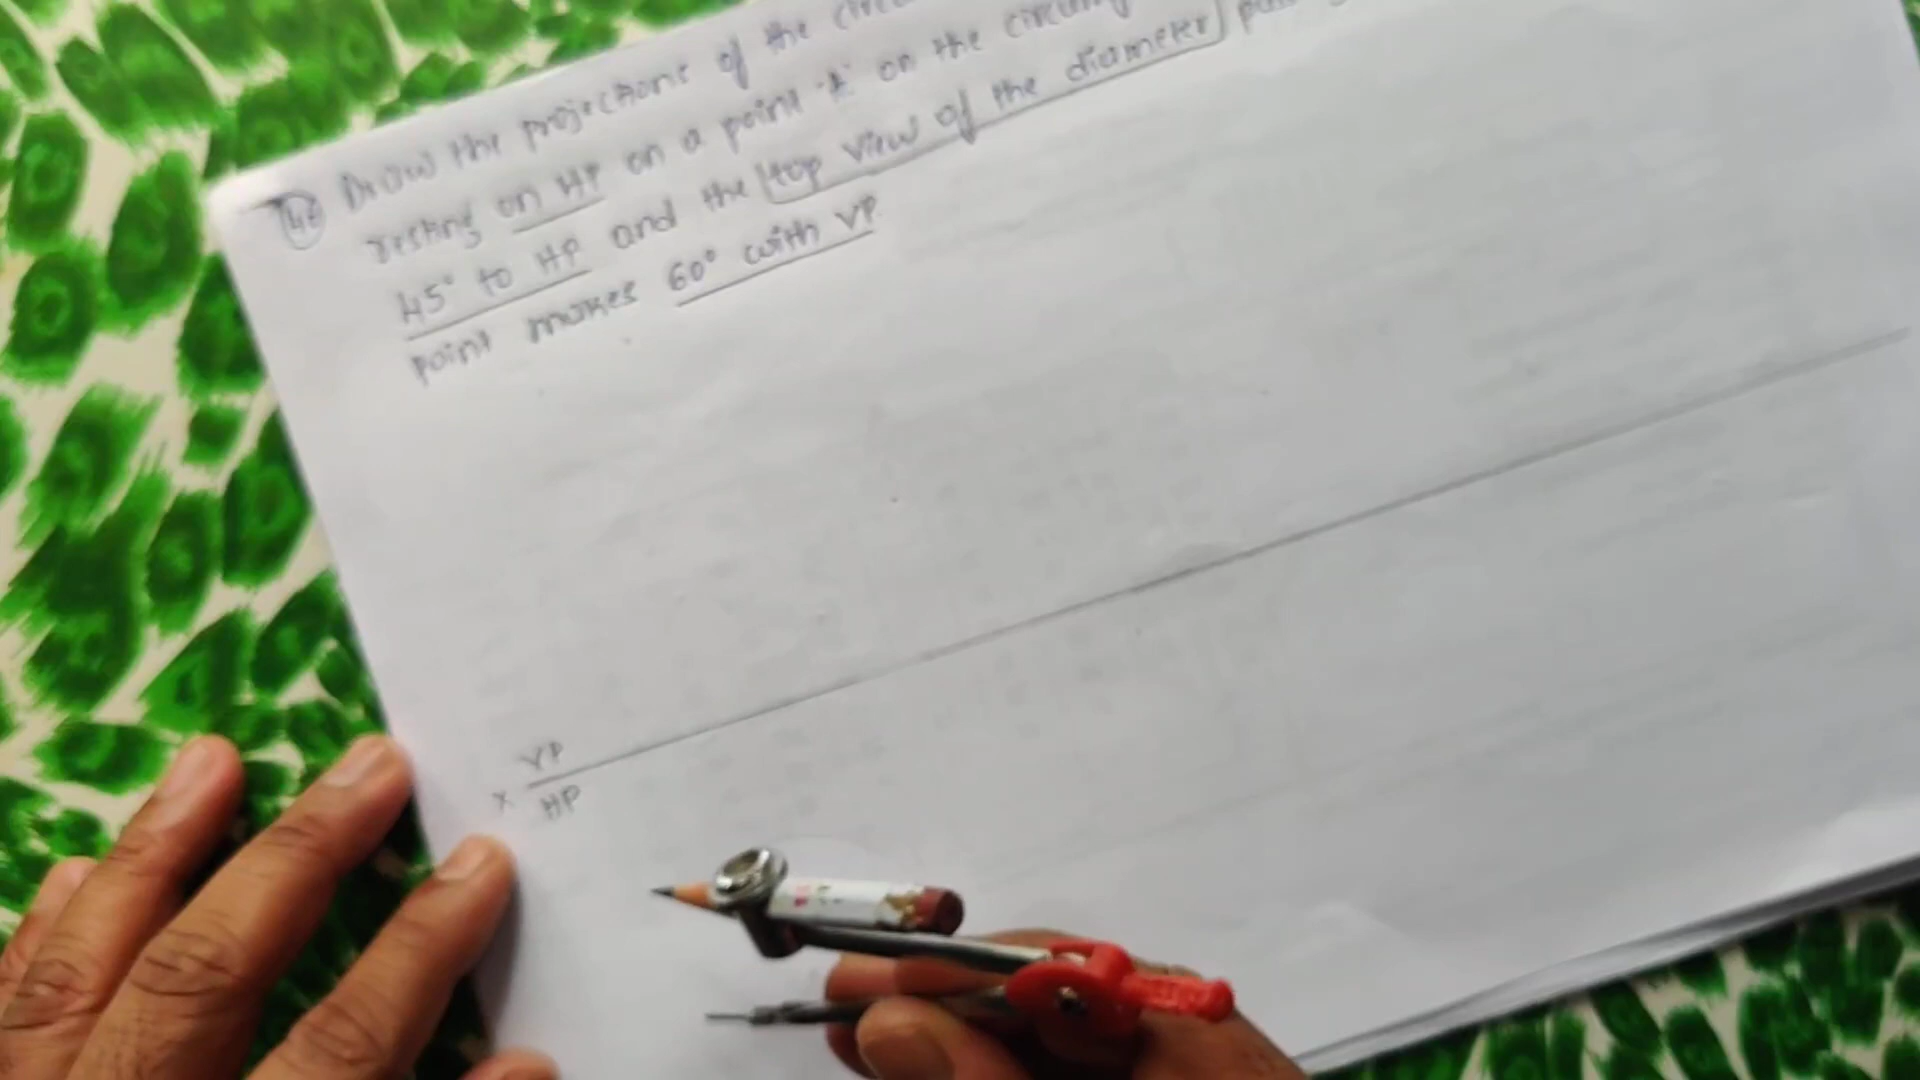 46 Draw the projections of the
resting on HP on a point 'A' on the
45° to HP and the top view of the diameter
point makes 60° with VP
VP
X HP